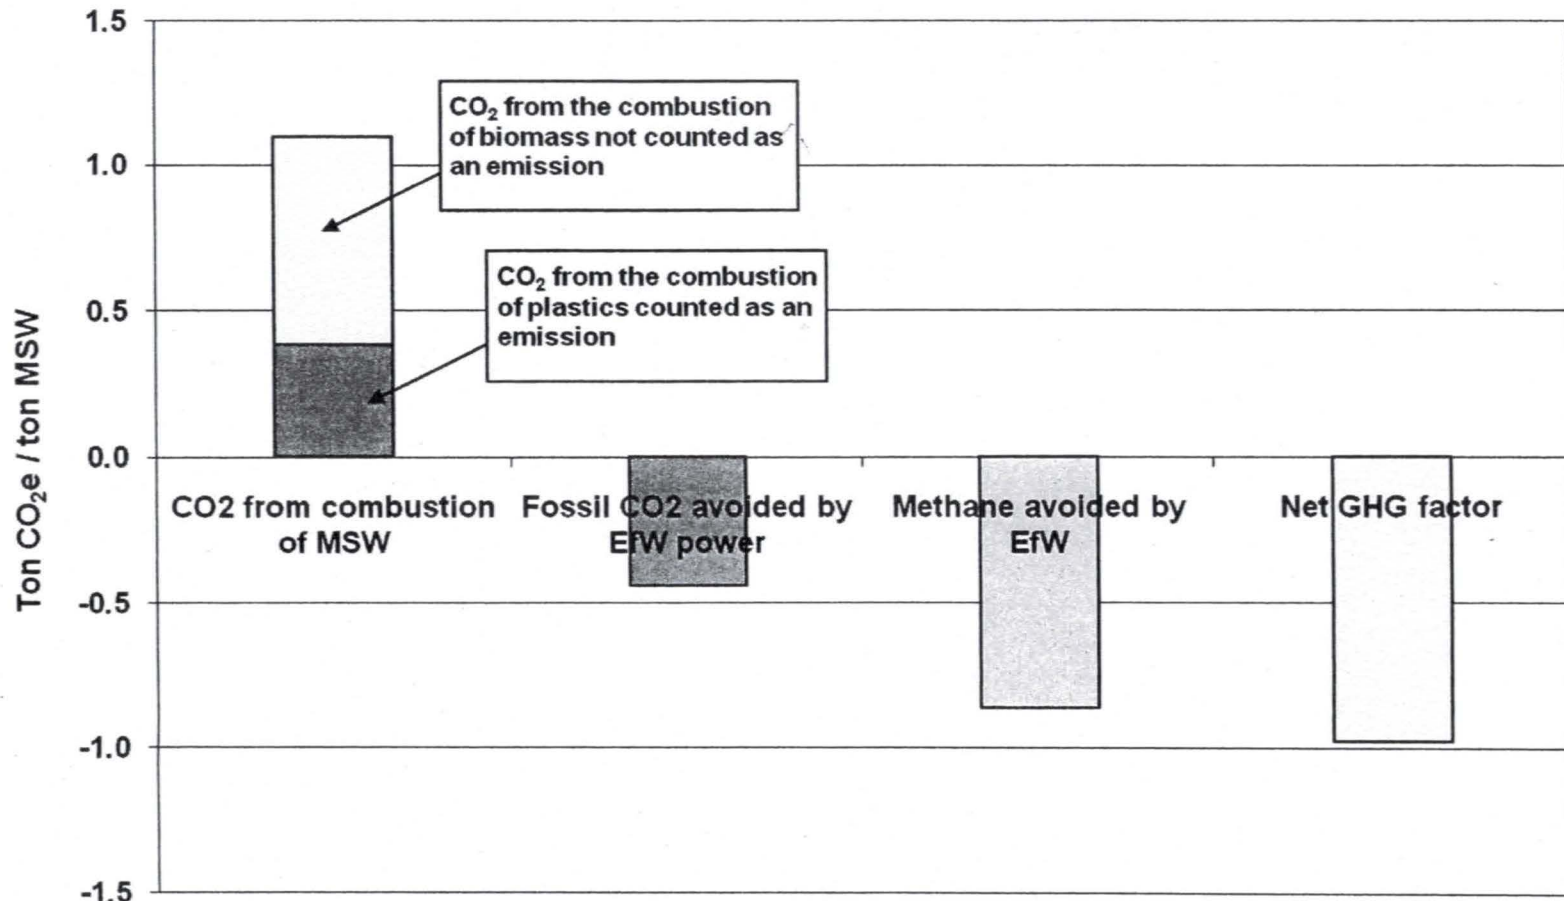 1.5
CO₂ from the combustion
of biomass not counted as
an emission
1.0
CO₂ from the combustion
of plastics counted as an
emission
0.5
Ton CO₂e / ton MSW
0.0
CO2 from combustion
of MSW
Fossil CO2 avoided by
EfW power
Methane avoided by
EfW
Net GHG factor
-0.5
-1.0
-1.5